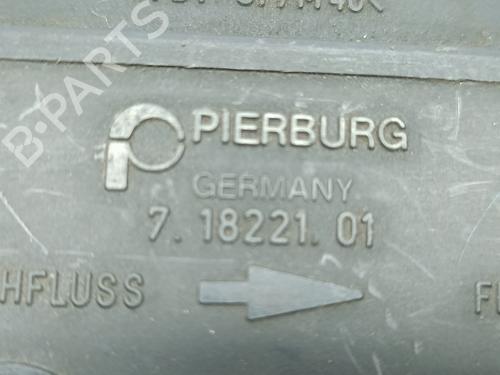 PIERBURG
GERMANY
7. 18221. 01
HFLUSS
B-PARTS